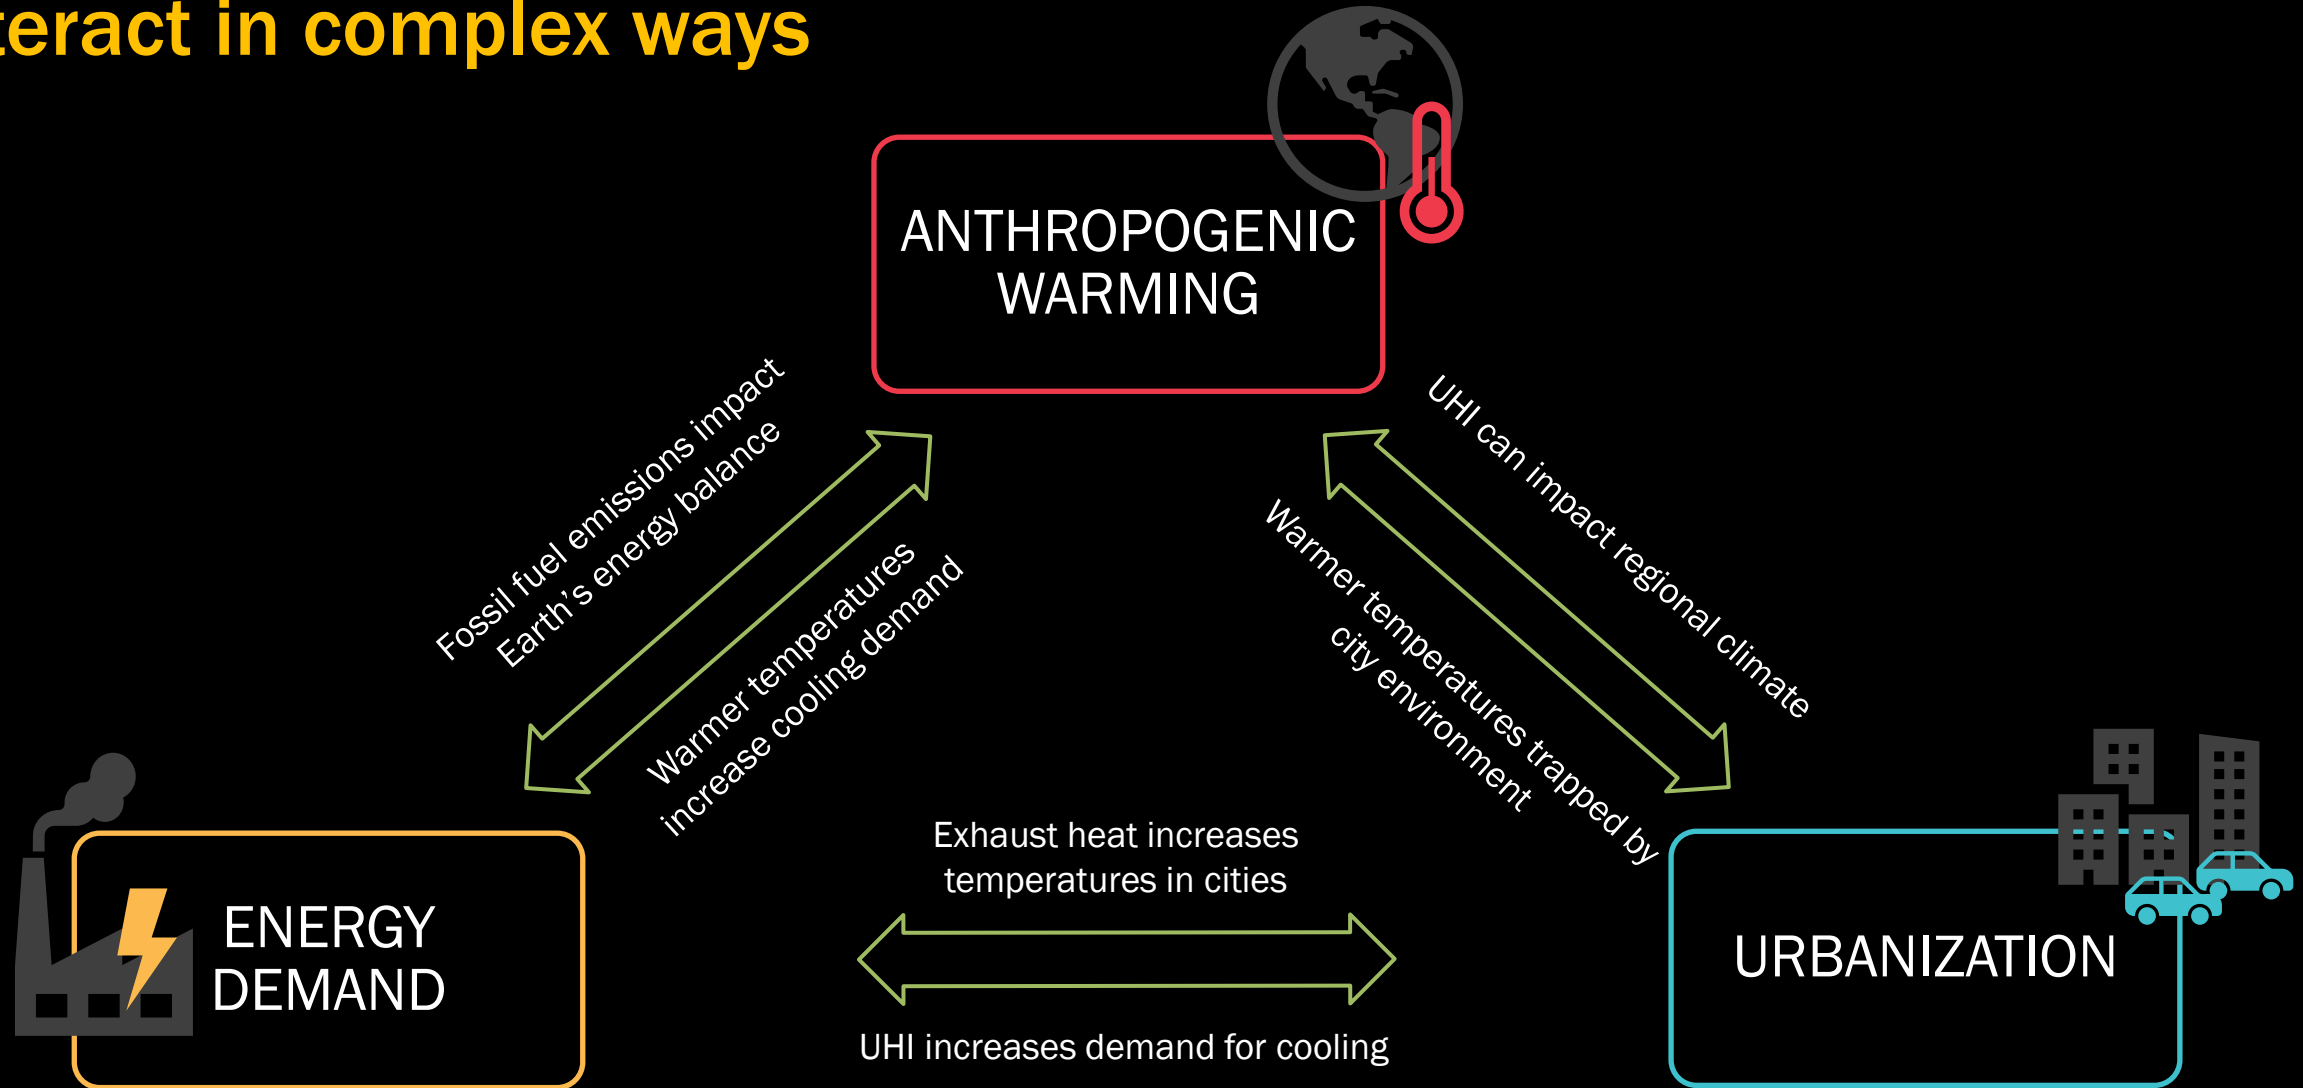 teract in complex ways
ANTHROPOGENIC
WARMING
Fossil fuel emissions impact
Earth’s energy balance
Warmer temperatures
increase cooling demand
UHI can impact regional climate
Warmer temperatures trapped by
city environment
Exhaust heat increases
temperatures in cities
UHI increases demand for cooling
ENERGY
DEMAND
URBANIZATION